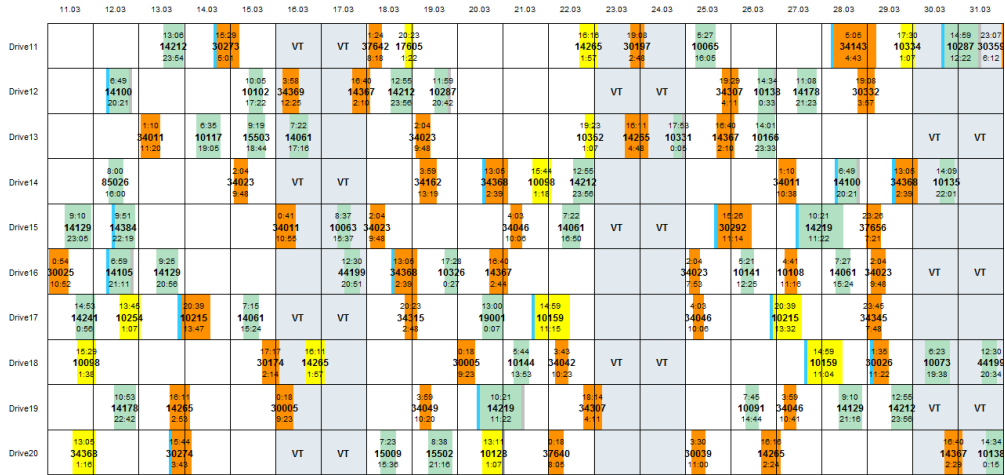 11.03 12.03 13.03 14.03 15.03 16.03 17.03 18.03 19.03 20.03 21.03 22.03 23.03 24.03 25.03 26.03 27.03 28.03 29.03 30.03 31.03
13:06 15:29 1:24 20:23 16:16 19:08 5:27 5:05 17:30 14:59 23:07
Drive11 14212 30273 VT VT 37642 17605 14265 30197 10065 34143 10334 10287 30359
23:54 5:01 8:18 1:22 1:57 2:48 16:05 4:43 1:07 12:22 6:12
6:49 10:05 3:58 16:40 12:55 11:59 19:29 14:34 11:08 19:08
Drive12 14100 10102 34369 14367 14212 10287 VT VT 34307 10138 14178 30332
20:21 17:22 12:25 2:10 23:56 20:42 4:11 0:33 21:23 3:57
1:10 6:35 9:19 7:22 2:04 19:23 16:11 17:53 16:40 14:01
Drive13 34011 10117 15503 14061 34023 10352 14265 10331 14367 10166 VT VT
11:20 19:05 18:44 17:16 9:48 1:07 4:48 0:05 2:10 23:33
8:00 2:04 3:59 13:05 15:44 12:55 1:10 6:49 13:05 14:09
Drive14 85026 34023 VT VT 34162 34368 10098 14212 34011 14100 34368 10135
16:00 9:48 13:19 2:39 1:18 23:56 10:38 20:21 2:39 22:01
9:10 9:51 0:41 8:37 2:04 4:03 7:22 15:26 10:21 23:26
Drive15 14129 14384 34011 10063 34023 34046 14061 VT VT 30292 14219 37656
23:05 22:19 10:55 15:37 9:48 10:06 16:50 11:14 11:22 7:21
0:54 6:59 9:25 12:30 13:05 17:28 16:40 2:04 5:21 4:41 7:27 2:04
Drive16 30025 14105 14129 44199 34368 10326 14367 34023 10141 10108 14061 34023 VT VT
10:52 21:11 20:56 20:51 2:39 0:27 2:44 7:53 12:25 11:16 15:24 9:48
14:53 13:45 20:39 7:15 20:23 13:00 14:59 4:03 20:39 23:45
Drive17 14241 10254 10215 14061 VT VT 34023 19001 10159 34046 10215 34345
0:56 1:07 13:47 15:24 2:48 0:07 11:15 10:06 13:32 7:48
15:29 17:17 16:11 0:18 5:44 3:43 14:59 1:35 6:23 12:30
Drive18 10098 30174 14265 30005 10144 34042 VT VT 10159 30026 10073 44199
1:38 2:14 1:57 9:23 13:53 10:23 11:04 11:22 19:38 20:34
10:53 16:11 0:18 3:59 10:21 18:14 7:45 3:59 9:10 12:55
Drive19 14178 14265 30005 34049 14219 34307 10091 34046 14129 14212 VT VT
22:42 2:53 9:23 10:20 11:22 4:11 14:44 10:41 21:16 23:56
13:05 15:44 7:23 8:38 13:11 0:18 3:30 16:16 16:40 14:34
Drive20 34368 30274 VT VT 15009 15502 10128 37640 30039 14265 14367 10138
1:16 3:43 15:36 21:16 1:07 8:05 11:00 2:24 2:29 0:15